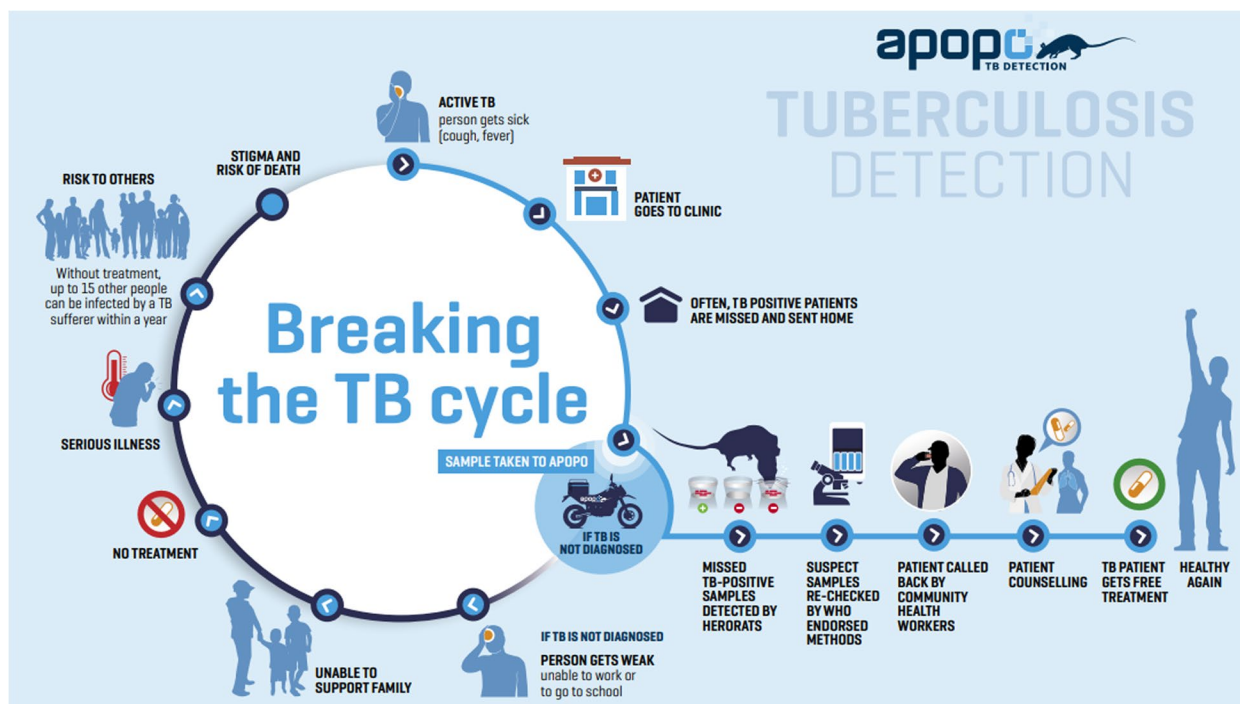 apopo
TB DETECTION
TUBERCULOSIS
DETECTION
ACTIVE TB
person gets sick
(cough, fever)
PATIENT
GOES TO CLINIC
OFTEN, TB POSITIVE PATIENTS
ARE MISSED AND SENT HOME
Breaking
the TB cycle
SAMPLE TAKEN TO APOPO
apopo
IF TB IS
NOT DIAGNOSED
MISSED
TB-POSITIVE
SAMPLES
DETECTED BY
HERORATS
SUSPECT
SAMPLES
RE-CHECKED
BY WHO
ENDORSED
METHODS
PATIENT CALLED
BACK BY
COMMUNITY
HEALTH
WORKERS
PATIENT
COUNSELLING
TB PATIENT
GETS FREE
TREATMENT
HEALTHY
AGAIN
IF TB IS NOT DIAGNOSED
PERSON GETS WEAK
unable to work or
to go to school
UNABLE TO
SUPPORT FAMILY
NO TREATMENT
SERIOUS ILLNESS
RISK TO OTHERS
Without treatment,
up to 15 other people
can be infected by a TB
sufferer within a year
STIGMA AND
RISK OF DEATH